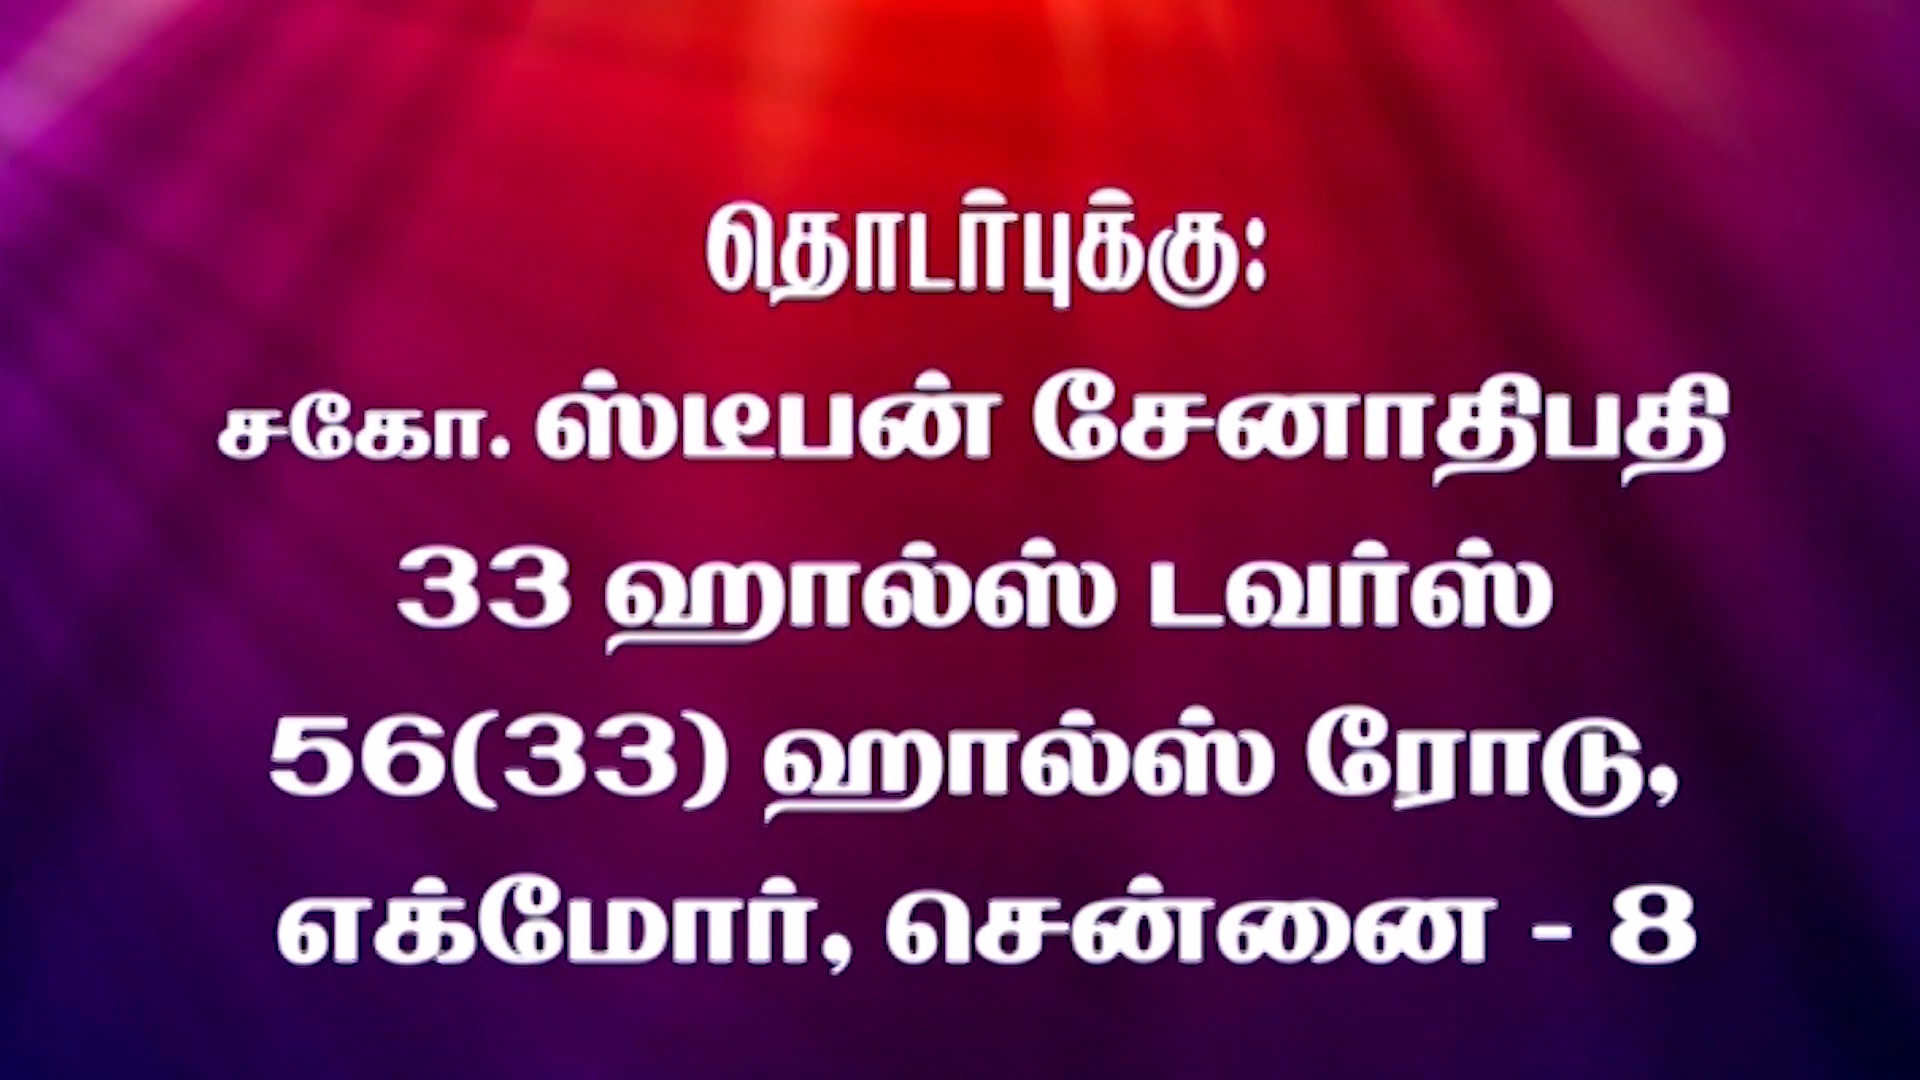 தொடர்புக்கு:
சகோ. ஸ்டீபன் சேனாதிபதி
33 ஹால்ஸ் டவர்ஸ்
56(33) ஹால்ஸ் ரோடு,
எக்மோர், சென்னை - 8